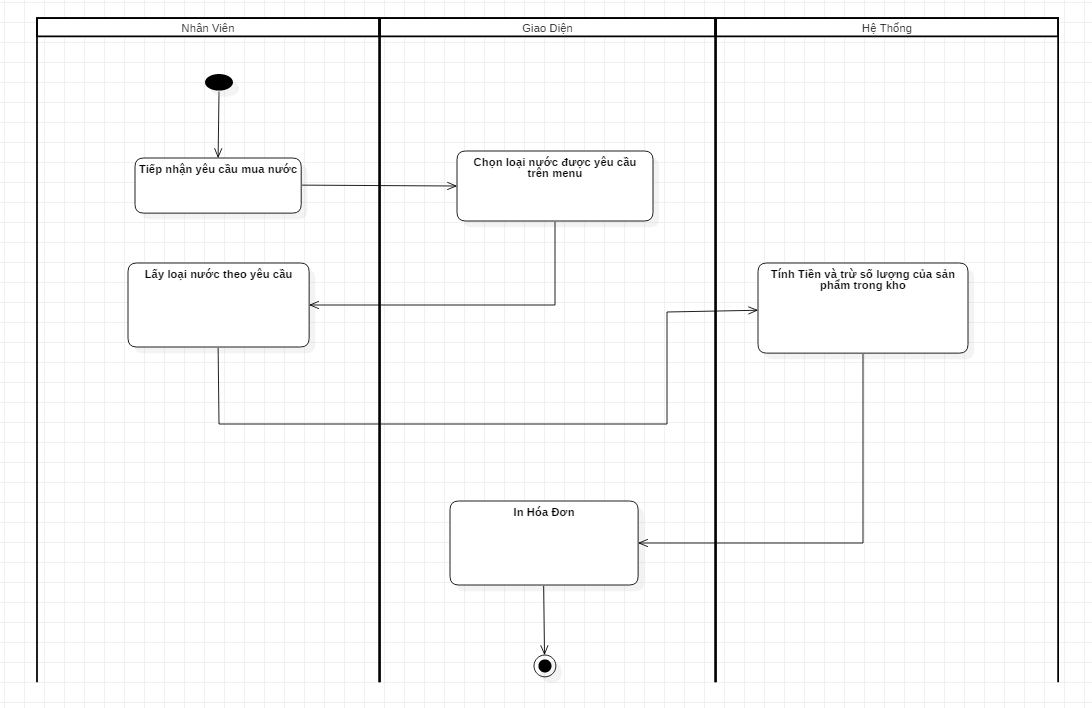 Nhân Viên
Giao Diện
Hệ Thống
Tiếp nhận yêu cầu mua nước
Chọn loại nước được yêu cầu
trên menu
Lấy loại nước theo yêu cầu
Tính Tiền và trừ số lượng của sản
phẩm trong kho
In Hóa Đơn